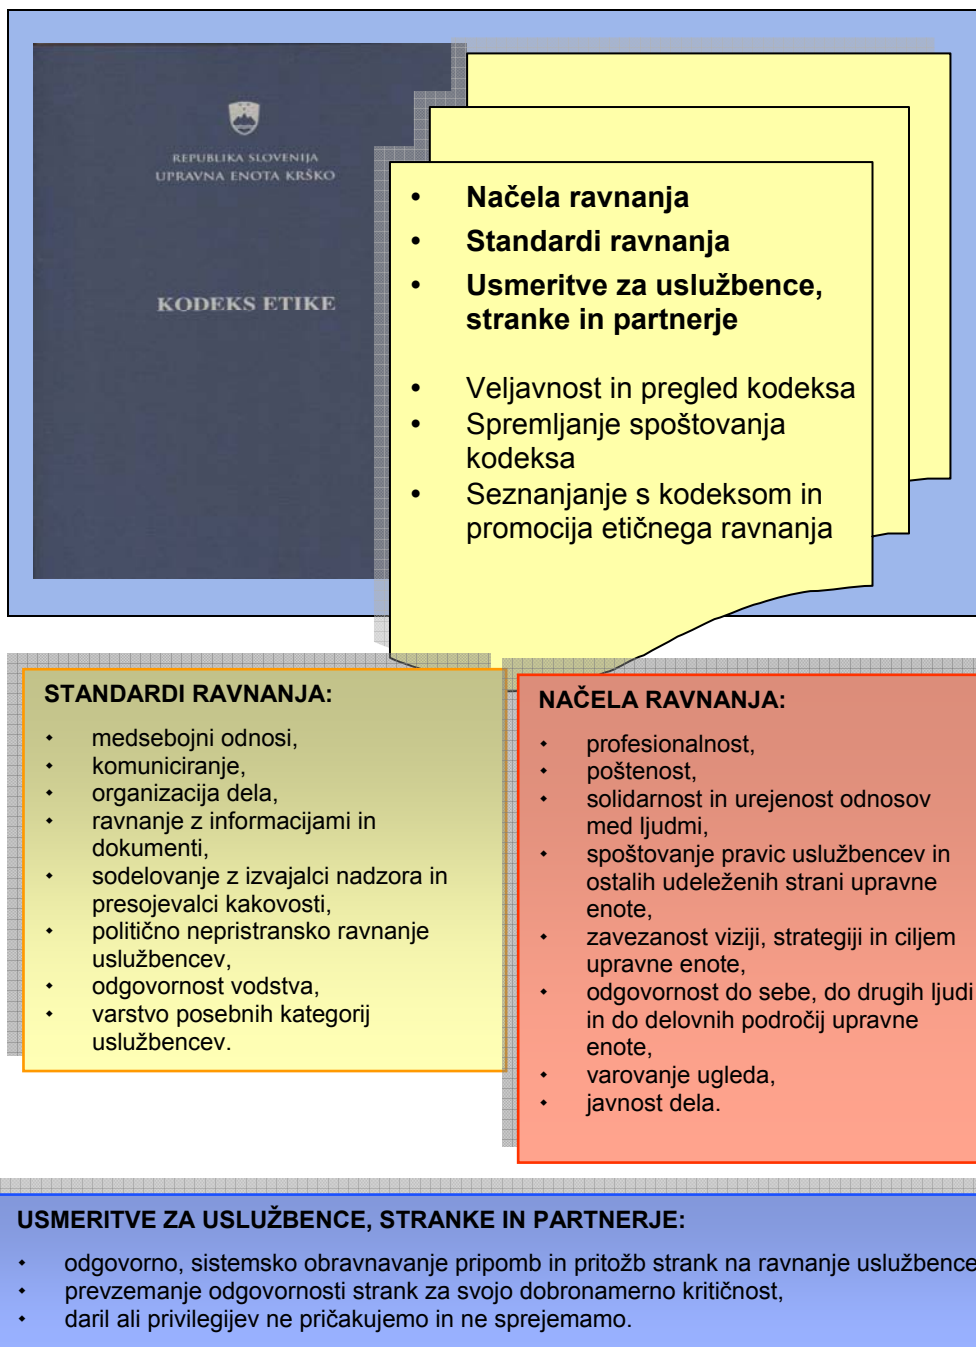 REPUBLIKA SLOVENIJA
UPRAVNA ENOTA KRŠKO
KODEKS ETIKE
• Načela ravnanja
• Standardi ravnanja
• Usmeritve za uslužbence,
stranke in partnerje
• Veljavnost in pregled kodeksa
• Spremljanje spoštovanja
kodeksa
• Seznanjanje s kodeksom in
promocija etičnega ravnanja
STANDARDI RAVNANJA:
• medsebojni odnosi,
• komuniciranje,
• organizacija dela,
• ravnanje z informacijami in
dokumenti,
• sodelovanje z izvajalci nadzora in
presojevalci kakovosti,
• politično nepristransko ravnanje
uslužbencev,
• odgovornost vodstva,
• varstvo posebnih kategorij
uslužbencev.
NAČELA RAVNANJA:
• profesionalnost,
• poštenost,
• solidarnost in urejenost odnosov
med ljudmi,
• spoštovanje pravic uslužbencev in
ostalih udeleženih strani upravne
enote,
• zavezanost viziji, strategiji in ciljem
upravne enote,
• odgovornost do sebe, do drugih ljudi
in do delovnih področij upravne
enote,
• varovanje ugleda,
• javnost dela.
USMERITVE ZA USLUŽBENCE, STRANKE IN PARTNERJE:
• odgovorno, sistemsko obravnavanje pripomb in pritožb strank na ravnanje uslužbence
• prevzemanje odgovornosti strank za svojo dobronamerno kritičnost,
• daril ali privilegijev ne pričakujemo in ne sprejemamo.